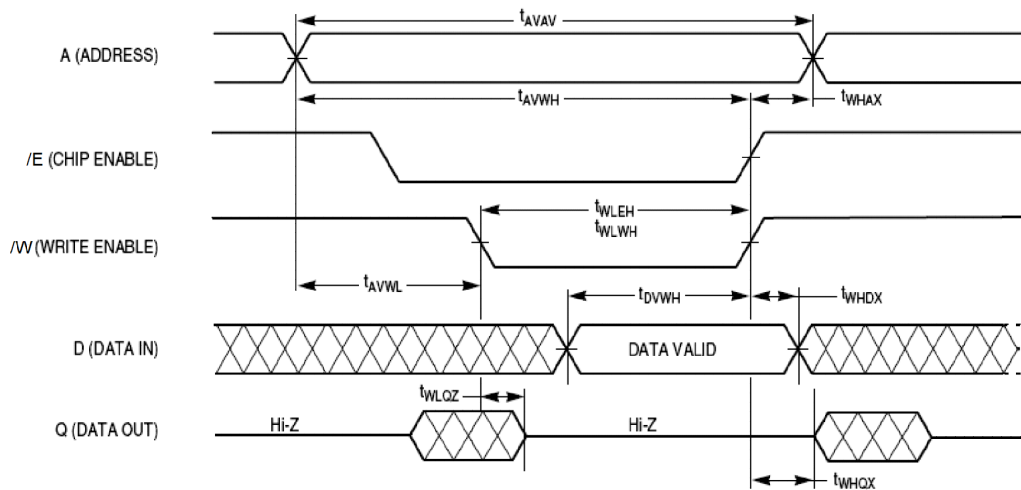 tAVAV
A (ADDRESS)
tAVWH
tWHAX
/E (CHIP ENABLE)
tWLEH
tWLWH
/W (WRITE ENABLE)
tAVWL
tDVWH
tWHDX
D (DATA IN)
DATA VALID
tWLQZ
Q (DATA OUT)
Hi-Z
Hi-Z
tWHQX